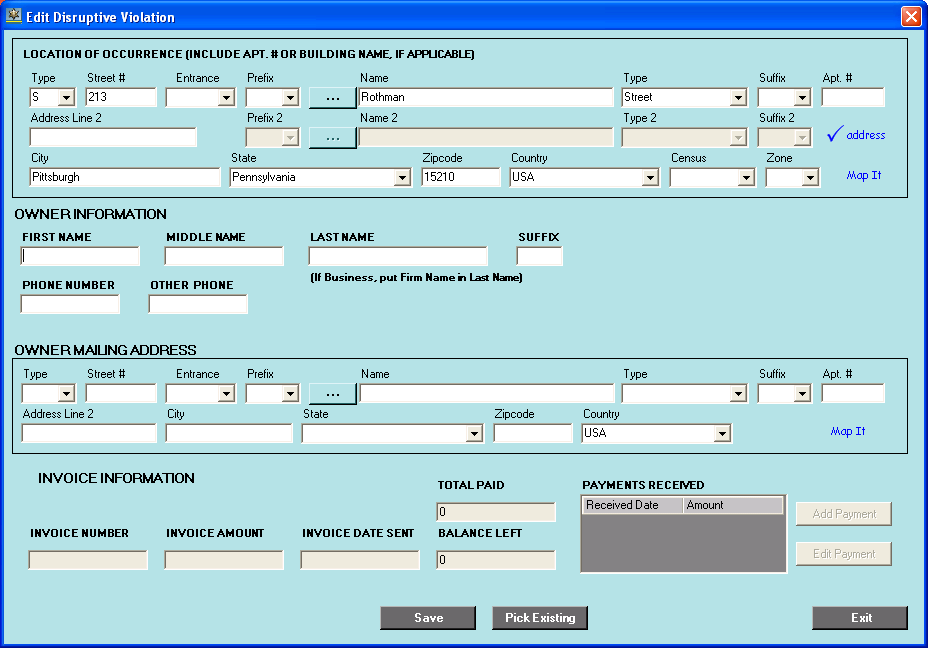 Edit Disruptive Violation
LOCATION OF OCCURRENCE (INCLUDE APT. # OR BUILDING NAME, IF APPLICABLE)
Type Street # Entrance Prefix Name Type Suffix Apt. #
S 213 ... Rothman Street
Address Line 2 Prefix 2 Name 2 Type 2 Suffix 2
... address
City State Zipcode Country Census Zone
Pittsburgh Pennsylvania 15210 USA Map It
OWNER INFORMATION
FIRST NAME MIDDLE NAME LAST NAME SUFFIX
(If Business, put Firm Name in Last Name)
PHONE NUMBER OTHER PHONE
OWNER MAILING ADDRESS
Type Street # Entrance Prefix Name Type Suffix Apt. #
...
Address Line 2 City State Zipcode Country
USA Map It
INVOICE INFORMATION
TOTAL PAID PAYMENTS RECEIVED
0 Received Date Amount Add Payment
INVOICE NUMBER INVOICE AMOUNT INVOICE DATE SENT BALANCE LEFT
0 Edit Payment
Save Pick Existing Exit